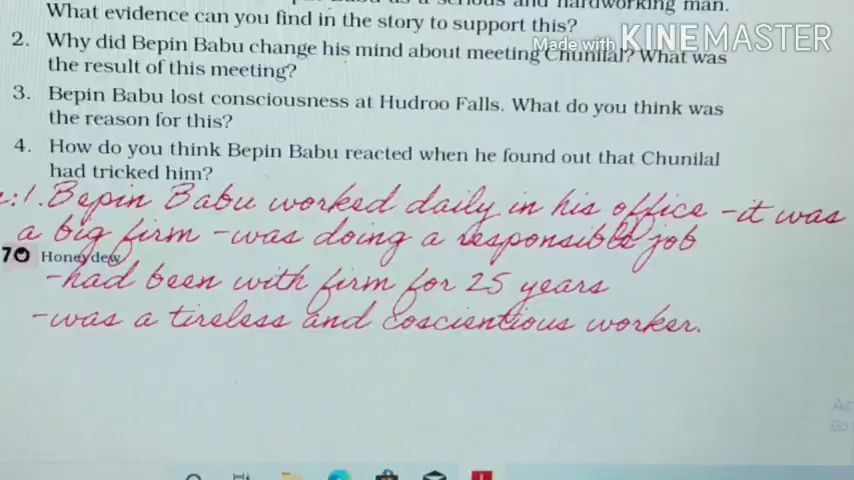 as a serious and hardworking man.
What evidence can you find in the story to support this?
Made with KINEMASTER
2. Why did Bepin Babu change his mind about meeting Chunilal? What was
the result of this meeting?
3. Bepin Babu lost consciousness at Hudroo Falls. What do you think was
the reason for this?
4. How do you think Bepin Babu reacted when he found out that Chunilal
had tricked him?
:1. Bepin Babu worked daily in his office - it was
a big firm - was doing a responsible job
70 Honeydew
- had been with firm for 25 years
- was a tireless and coscientious worker.